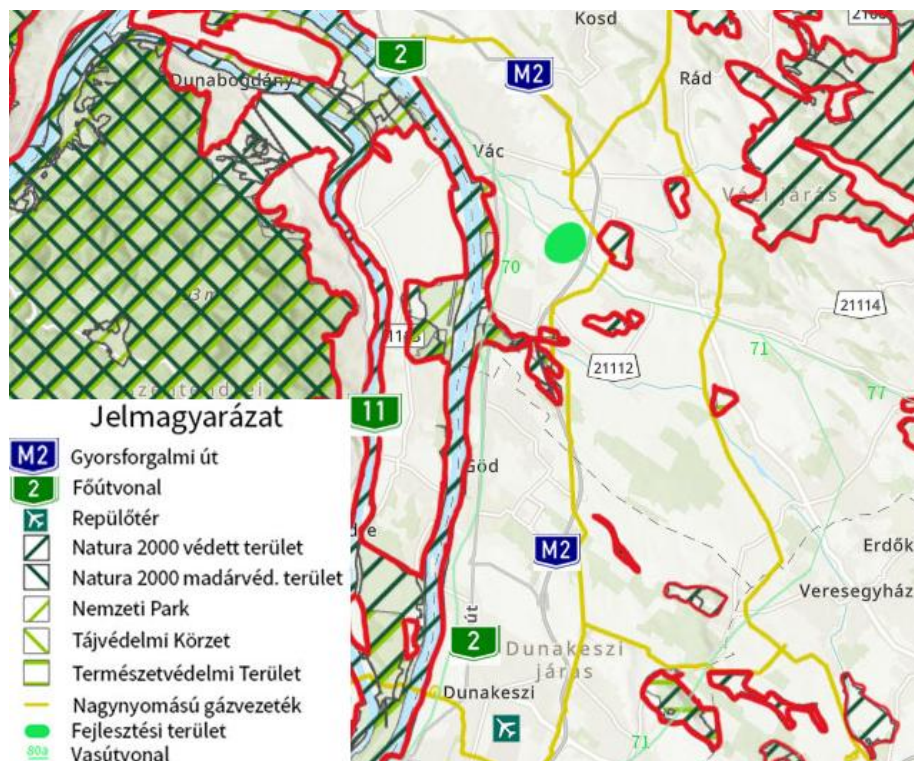 Kosd
2
M2
Rád
Dunabogdány
Vác
Váci járás
70
21114
71
21112
77
11
Göd
M2
Erdők
Veresegyház
2
út
Dunakeszi
járás
Dunakeszi
71
Jelmagyarázat
M2 Gyorsforgalmi út
2 Főútvonal
Repülőtér
Natura 2000 védett terület
Natura 2000 madárvéd. terület
Nemzeti Park
Tájvédelmi Körzet
Természetvédelmi Terület
Nagynyomású gázvezeték
Fejlesztési terület
80a Vasútvonal